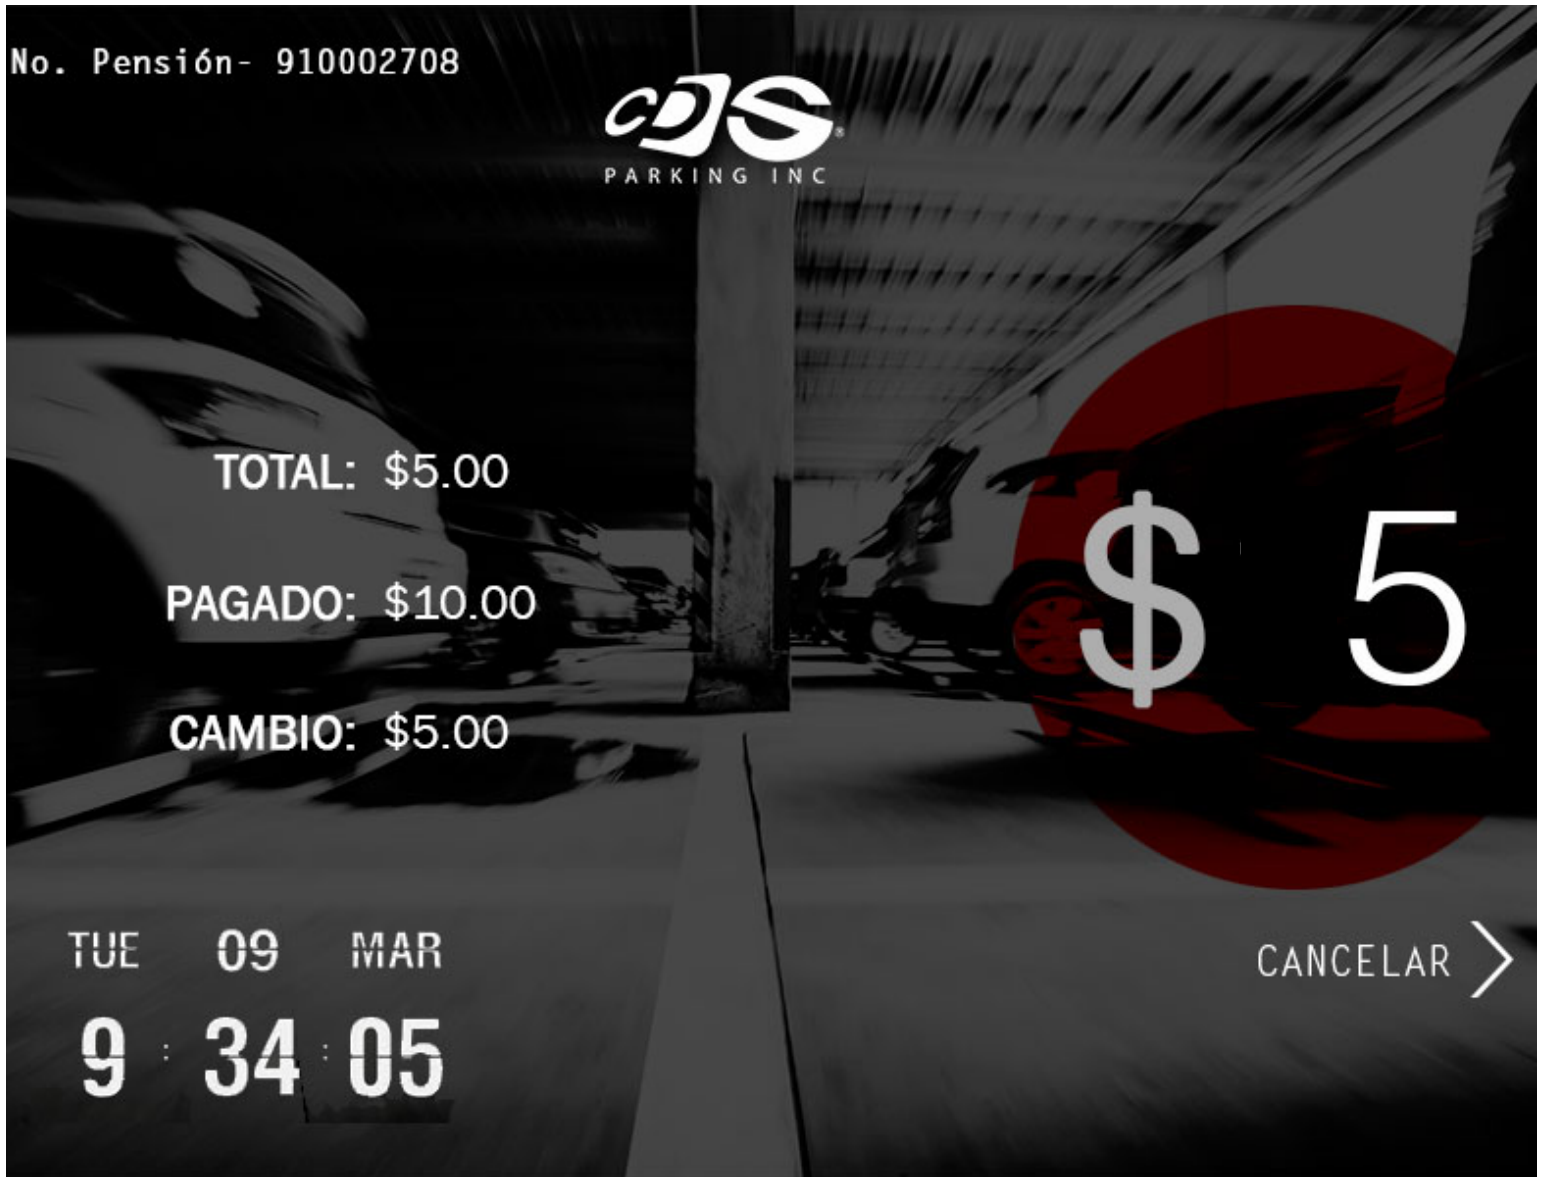 No. Pensión- 910002708
CDS®
PARKING INC
TOTAL: $5.00
PAGADO: $10.00
CAMBIO: $5.00
$ 5
TUE 09 MAR
9 : 34 : 05
CANCELAR